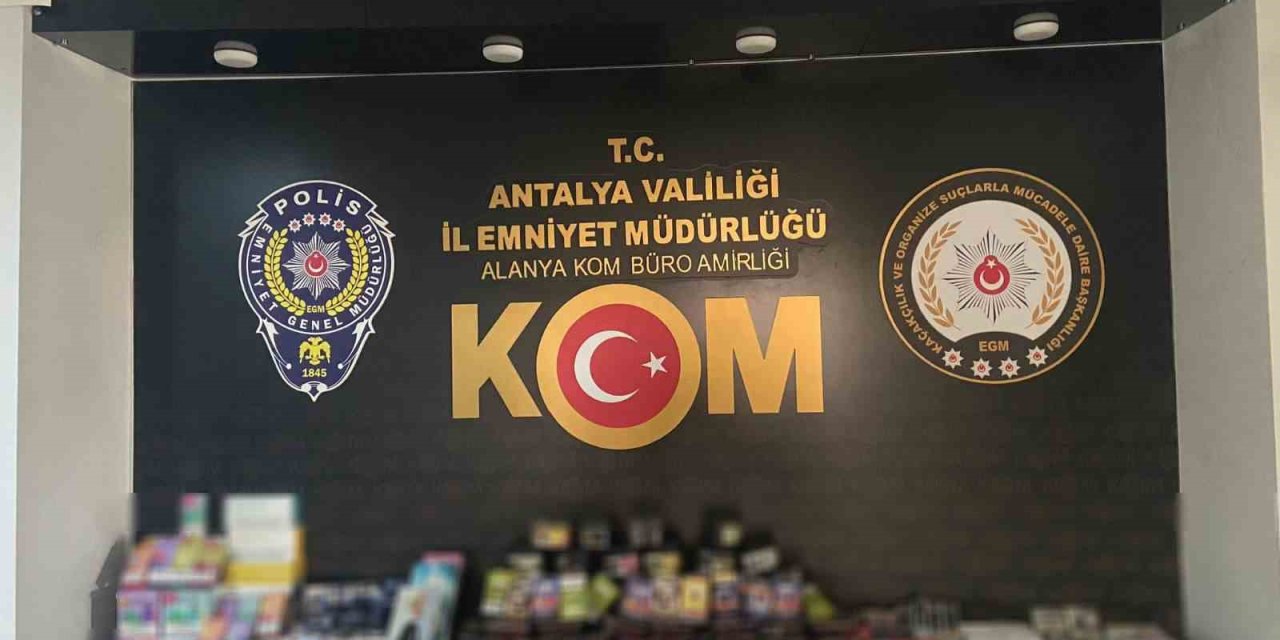 T.C.
ANTALYA VALİLİĞİ
İL EMNİYET MÜDÜRLÜĞÜ
ALANYA KOM BÜRO AMİRLİĞİ
KOM
POLİS
EMNİYET GENEL MÜDÜRLÜĞÜ
EGM
1845
KAÇAKÇILIK VE ORGANİZE SUÇLARLA MÜCADELE DAİRE BAŞKANLIĞI
EGM